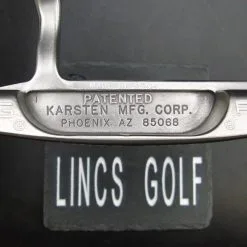 PATENTED
KARSTEN MFG. CORP.
PHOENIX AZ 85068
LINCS GOLF